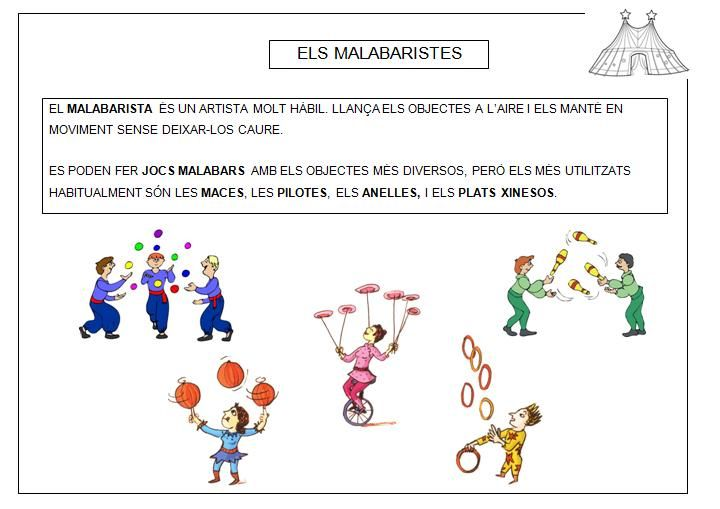 ELS MALABARISTES
EL MALABARISTA ÉS UN ARTISTA MOLT HÀBIL. LLANÇA ELS OBJECTES A L'AIRE I ELS MANTÉ EN
MOVIMENT SENSE DEIXAR-LOS CAURE.
ES PODEN FER JOCS MALABARS AMB ELS OBJECTES MÉS DIVERSOS, PERÓ ELS MÉS UTILITZATS
HABITUALMENT SÓN LES MACES, LES PILOTES, ELS ANELLES, I ELS PLATS XINESOS.